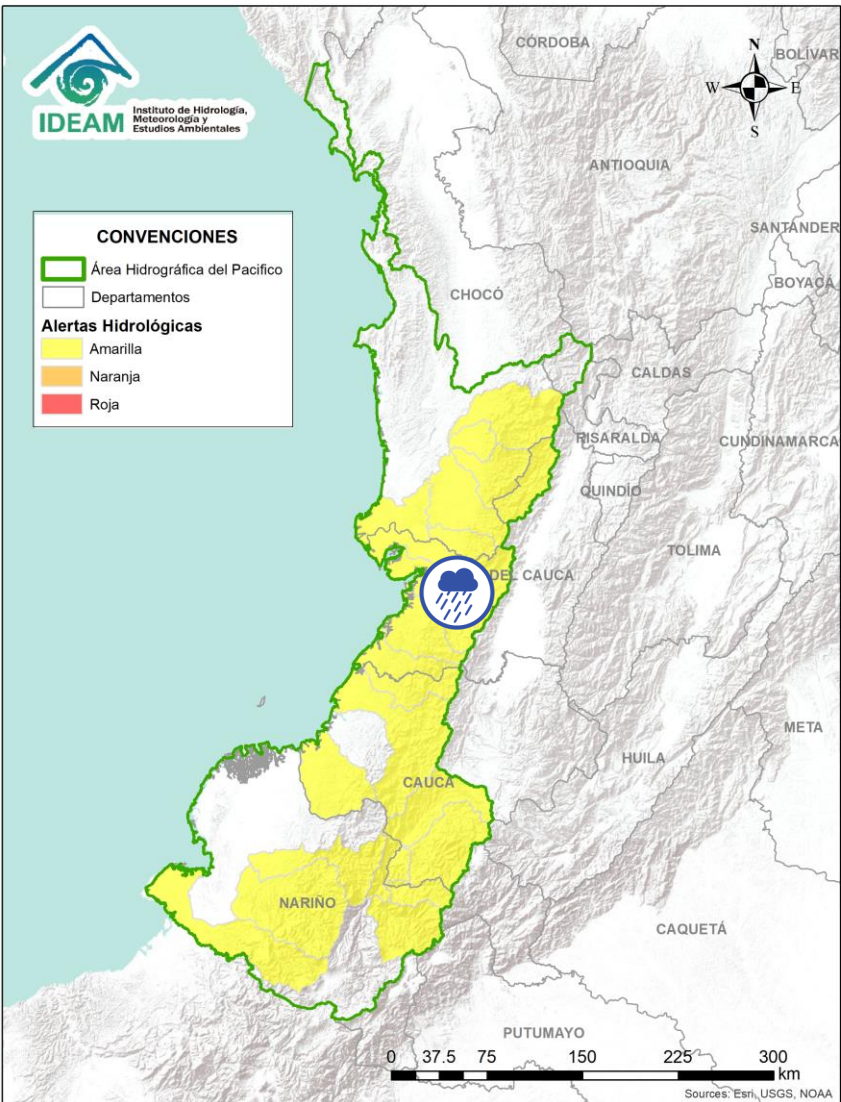 IDEAM
Instituto de Hidrología,
Meteorología y
Estudios Ambientales
N
W
E
S
CÓRDOBA
BOLÍVAR
ANTIOQUIA
SANTANDER
BOYACÁ
CONVENCIONES
Área Hidrográfica del Pacifico
Departamentos
Alertas Hidrológicas
Amarilla
Naranja
Roja
CHOCÓ
CALDAS
RISARALDA
CUNDINAMARCA
QUINDÍO
TOLIMA
DEL CAUCA
META
HUILA
CAUCA
NARIÑO
CAQUETÁ
PUTUMAYO
0 37.5 75 150 225 300
km
Sources: Esri, USGS, NOAA